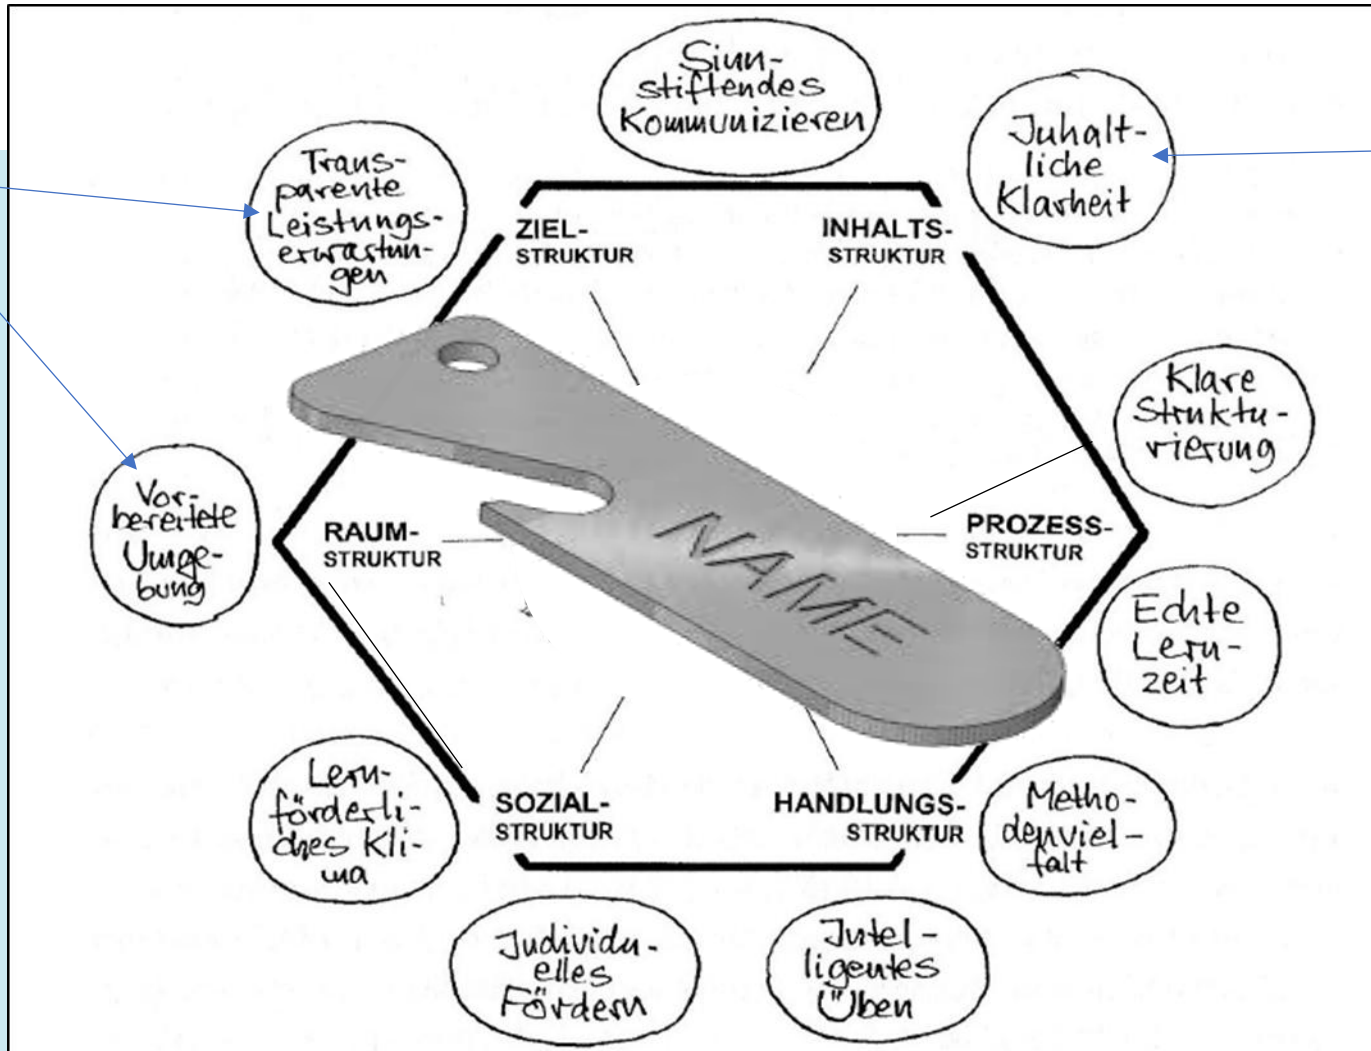 Sinn-
stiftendes
Kommunizieren
Inhalt-
liche
Klarheit
Trans-
parente
Leistungs-
erwartun-
gen
ZIEL-
STRUKTUR
INHALTS-
STRUKTUR
Klare
Struktu-
rierung
Vor-
bereitete
Umge-
bung
RAUM-
STRUKTUR
NAME
PROZESS-
STRUKTUR
Echte
Lern-
zeit
Lern-
förderli-
ches Kli-
ma
SOZIAL-
STRUKTUR
HANDLUNGS-
STRUKTUR
Metho-
denviel-
falt
Individu-
elles
Fördern
Intel-
ligentes
Üben